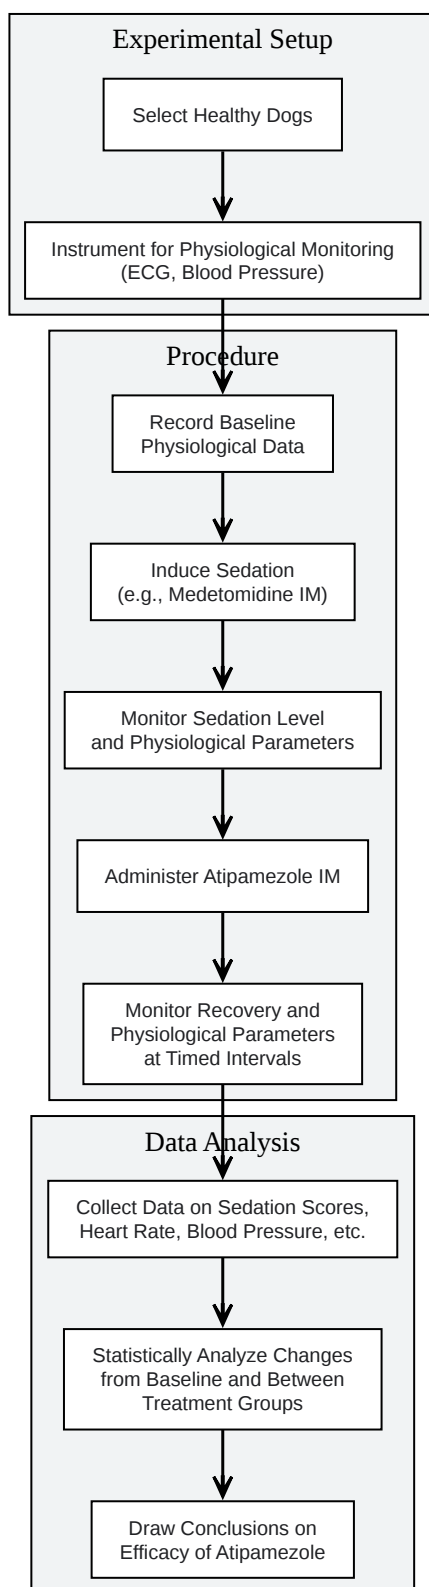 Experimental Setup
Select Healthy Dogs
Instrument for Physiological Monitoring
(ECG, Blood Pressure)
Procedure
Record Baseline
Physiological Data
Induce Sedation
(e.g., Medetomidine IM)
Monitor Sedation Level
and Physiological Parameters
Administer Atipamezole IM
Monitor Recovery and
Physiological Parameters
at Timed Intervals
Data Analysis
Collect Data on Sedation Scores,
Heart Rate, Blood Pressure, etc.
Statistically Analyze Changes
from Baseline and Between
Treatment Groups
Draw Conclusions on
Efficacy of Atipamezole